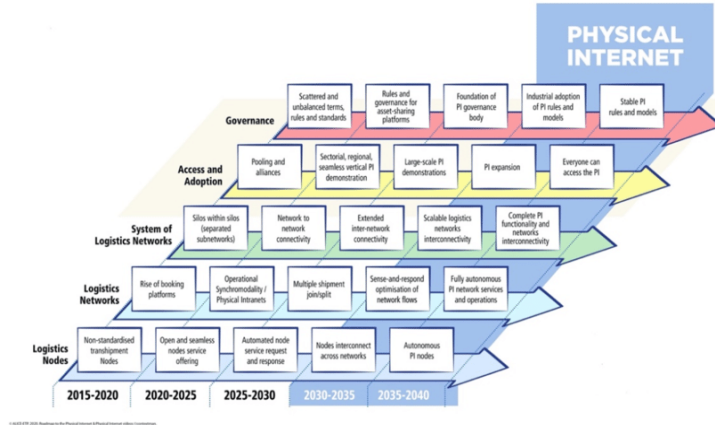 PHYSICAL
INTERNET
Governance
Scattered and
unbalanced terms,
rules and standards
Rules and
governance for
asset-sharing
platforms
Foundation of
PI governance
body
Industrial adoption
of PI rules and
models
Stable PI
rules and models
Access and
Adoption
Pooling and
alliances
Sectorial, regional,
seamless vertical PI
demonstration
Large-scale PI
demonstrations
PI expansion
Everyone can
access the PI
System of
Logistics Networks
Silos within silos
(separated
subnetworks)
Network to
network
connectivity
Extended
inter-network
connectivity
Scalable logistics
networks
interconnectivity
Complete PI
functionality and
networks
interconnectivity
Logistics
Networks
Rise of booking
platforms
Operational
Synchromodality /
Physical Intranets
Multiple shipment
join/split
Sense-and-respond
optimisation of
network flows
Fully autonomous
PI network services
and operations
Logistics
Nodes
Non-standardised
transhipment
Nodes
Open and seamless
nodes service
offering
Automated node
service request
and response
Nodes interconnect
across networks
Autonomous
PI nodes
2015-2020
2020-2025
2025-2030
2030-2035
2035-2040